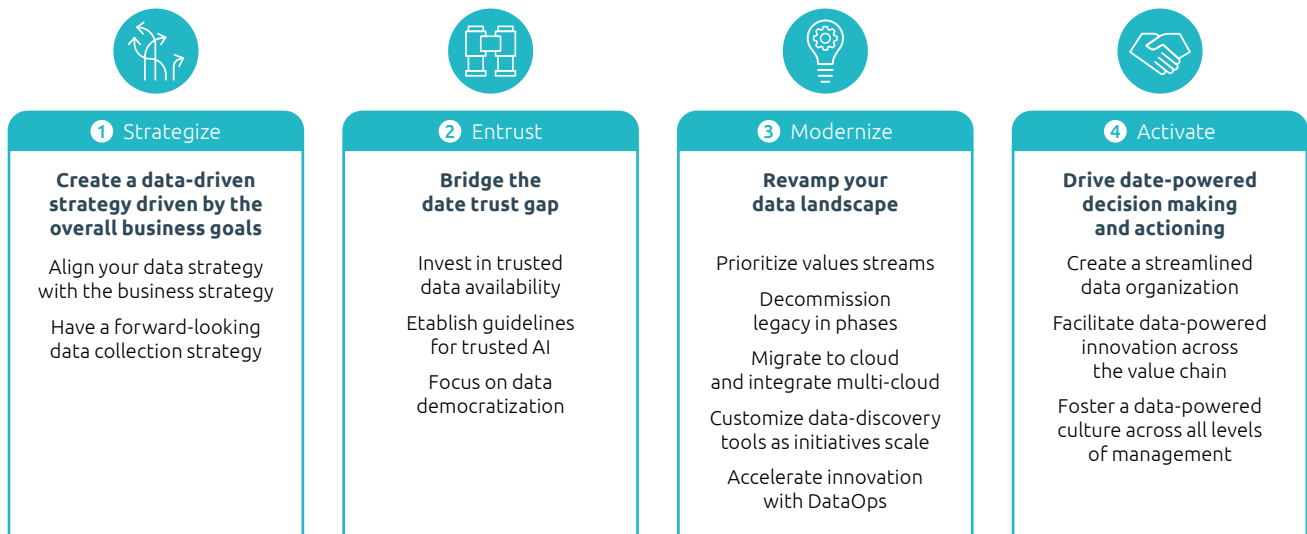 1 Strategize
Create a data-driven
strategy driven by the
overall business goals
Align your data strategy
with the business strategy
Have a forward-looking
data collection strategy
2 Entrust
Bridge the
date trust gap
Invest in trusted
data availability
Etablish guidelines
for trusted AI
Focus on data
democratization
3 Modernize
Revamp your
data landscape
Prioritize values streams
Decommission
legacy in phases
Migrate to cloud
and integrate multi-cloud
Customize data-discovery
tools as initiatives scale
Accelerate innovation
with DataOps
4 Activate
Drive date-powered
decision making
and actioning
Create a streamlined
data organization
Facilitate data-powered
innovation across
the value chain
Foster a data-powered
culture across all levels
of management